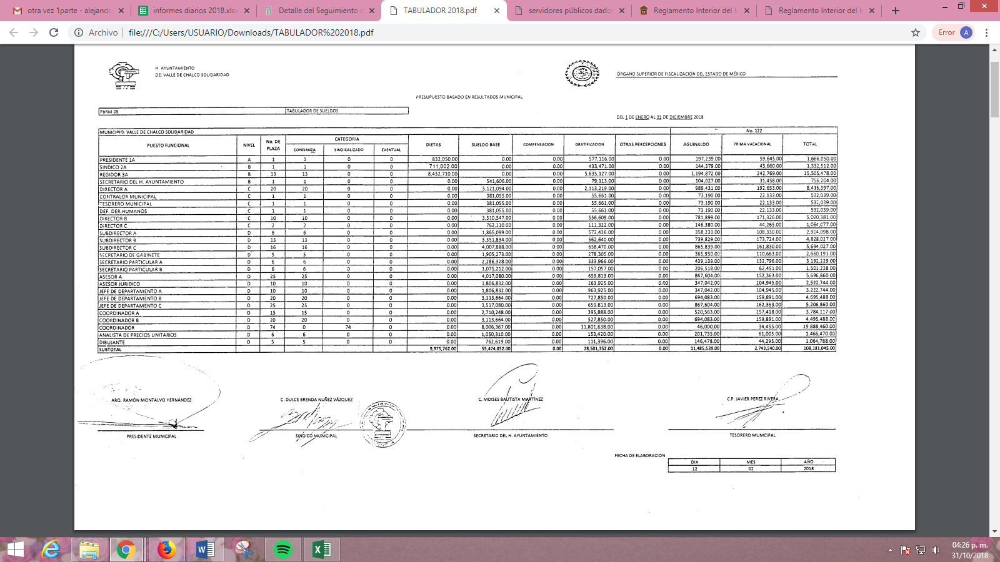 otra vez 1parte - alejandra
informes diarios 2018.xlsx
Detalle del Seguimiento d
TABULADOR 2018.pdf
servidores públicos dado
Reglamento Interior del I
Reglamento Interior del I
Archivo | file:///C:/Users/USUARIO/Downloads/TABULADOR%202018.pdf
Error A
H. AYUNTAMIENTO
DE: VALLE DE CHALCO SOLIDARIDAD
ÓRGANO SUPERIOR DE FISCALIZACIÓN DEL ESTADO DE MÉXICO
PRESUPUESTO BASADO EN RESULTADOS MUNICIPAL
PbRM 05 TABULADOR DE SUELDOS
DEL 1 DE ENERO AL 31 DE DICIEMBRE 2018
MUNICIPIO: VALLE DE CHALCO SOLIDARIDAD No. 122
PUESTO FUNCIONAL NIVEL No. DE PLAZA CATEGORIA DIETAS SUELDO BASE COMPENSACION GRATIFICACION OTRAS PERCEPCIONES AGUINALDO PRIMA VACACIONAL TOTAL
CONFIANZA SINDICALIZADO EVENTUAL
PRESIDENTE 1A A 1 1 0 0 832,050.00 0.00 0.00 577,116.00 0.00 197,239.00 59,645.00 1,666,050.00
SINDICO 2A B 1 1 0 0 711,002.00 0.00 0.00 433,471.00 0.00 144,379.00 43,660.00 1,332,512.00
REGIDOR 3A B 13 13 0 0 8,432,710.00 0.00 0.00 5,635,127.00 0.00 1,194,872.00 242,769.00 15,505,478.00
SECRETARIO DEL H. AYUNTAMIENTO B 1 1 0 0 0.00 541,606.00 0.00 79,113.00 0.00 104,027.00 31,458.00 756,204.00
DIRECTOR A C 20 20 0 0 0.00 5,121,094.00 0.00 2,113,219.00 0.00 989,431.00 192,653.00 8,416,397.00
CONTRALOR MUNICIPAL C 1 1 0 0 0.00 381,055.00 0.00 55,661.00 0.00 73,190.00 22,133.00 532,039.00
TESORERO MUNICIPAL C 1 1 0 0 0.00 381,055.00 0.00 55,661.00 0.00 73,190.00 22,133.00 532,039.00
DEF. DER.HUMANOS C 1 1 0 0 0.00 381,055.00 0.00 55,661.00 0.00 73,190.00 22,133.00 532,039.00
DIRECTOR B C 10 10 0 0 0.00 3,510,547.00 0.00 556,609.00 0.00 781,899.00 171,326.00 5,020,381.00
DIRECTOR C C 2 2 0 0 0.00 762,110.00 0.00 111,322.00 0.00 146,380.00 44,265.00 1,064,077.00
SUBDIRECTOR A D 6 6 0 0 0.00 1,865,099.00 0.00 572,436.00 0.00 358,233.00 108,330.00 2,904,098.00
SUBDIRECTOR B D 13 13 0 0 0.00 3,351,834.00 0.00 562,640.00 0.00 739,829.00 173,724.00 4,828,027.00
SUBDIRECTOR C D 16 16 0 0 0.00 4,007,888.00 0.00 658,470.00 0.00 865,839.00 161,830.00 5,694,027.00
SECRETARIO DE GABINETE D 5 5 0 0 0.00 1,905,273.00 0.00 278,305.00 0.00 365,950.00 110,663.00 2,660,191.00
SECRETARIO PARTICULAR A D 6 6 0 0 0.00 2,286,328.00 0.00 333,966.00 0.00 439,139.00 132,796.00 3,192,229.00
SECRETARIO PARTICULAR B D 6 6 0 0 0.00 1,075,212.00 0.00 157,057.00 0.00 206,518.00 62,451.00 1,501,238.00
ASESOR A D 25 25 0 0 0.00 4,017,080.00 0.00 659,813.00 0.00 867,604.00 152,363.00 5,696,860.00
ASESOR JURIDICO D 10 10 0 0 0.00 1,806,832.00 0.00 263,925.00 0.00 347,042.00 104,945.00 2,522,744.00
JEFE DE DEPARTAMENTO A D 10 10 0 0 0.00 1,806,832.00 0.00 963,925.00 0.00 347,042.00 104,945.00 3,222,744.00
JEFE DE DEPARTAMENTO B D 20 20 0 0 0.00 3,113,664.00 0.00 727,850.00 0.00 694,083.00 159,891.00 4,695,488.00
JEFE DE DEPARTAMENTO C D 25 25 0 0 0.00 3,517,080.00 0.00 659,813.00 0.00 867,604.00 162,363.00 5,206,860.00
COORDINADOR A D 15 15 0 0 0.00 2,710,248.00 0.00 395,888.00 0.00 520,563.00 157,418.00 3,784,117.00
COORDINADOR B D 20 20 0 0 0.00 3,113,664.00 0.00 527,850.00 0.00 694,083.00 159,891.00 4,495,488.00
COORDINADOR D 74 0 74 0 0.00 8,006,367.00 0.00 11,801,638.00 0.00 46,000.00 34,455.00 19,888,460.00
ANALISTA DE PRECIOS UNITARIOS D 6 6 0 0 0.00 1,050,310.00 0.00 153,420.00 0.00 201,735.00 61,005.00 1,466,470.00
DIBUJANTE D 5 5 0 0 0.00 762,619.00 0.00 111,396.00 0.00 146,478.00 44,295.00 1,064,788.00
SUBTOTAL 9,975,762.00 55,474,852.00 0.00 28,501,352.00 0.00 11,485,539.00 2,743,540.00 108,181,045.00
ARQ. RAMÓN MONTALVO HERNÁNDEZ C. DULCE BRENDA NUÑEZ VÁZQUEZ C. MOISES BAUTISTA MARTÍNEZ C.P. JAVIER PEREZ RIVERA
PRESIDENTE MUNICIPAL SINDICO MUNICIPAL SECRETARIO DEL H. AYUNTAMIENTO TESORERO MUNICIPAL
FECHA DE ELABORACION
DIA MES AÑO
12 02 2018
04:26 p. m.
31/10/2018